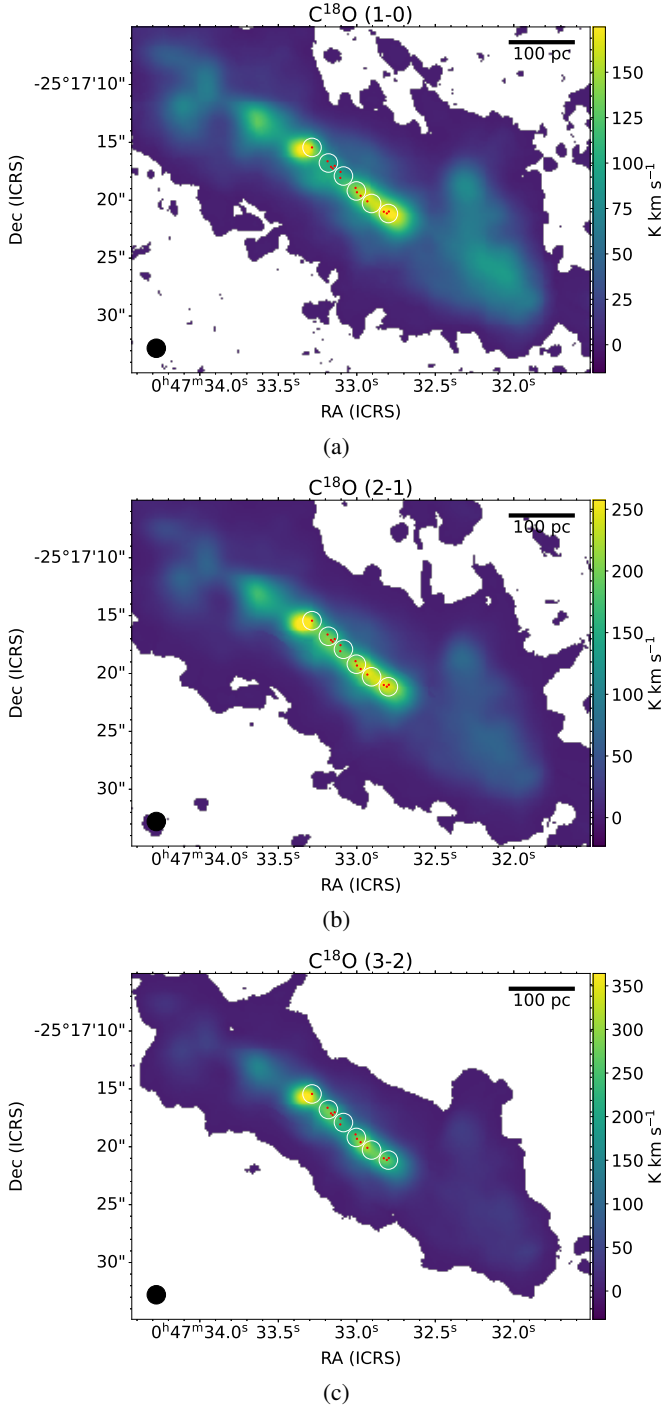 C¹⁸O (1-0)
100 pc
-25°17'10"
15"
20"
25"
30"
Dec (ICRS)
0ʰ47ᵐ34.0ˢ 33.5ˢ 33.0ˢ 32.5ˢ 32.0ˢ
RA (ICRS)
150
125
100
75
50
25
0
K km s⁻¹
(a)
C¹⁸O (2-1)
100 pc
-25°17'10"
15"
20"
25"
30"
Dec (ICRS)
0ʰ47ᵐ34.0ˢ 33.5ˢ 33.0ˢ 32.5ˢ 32.0ˢ
RA (ICRS)
250
200
150
100
50
0
K km s⁻¹
(b)
C¹⁸O (3-2)
100 pc
-25°17'10"
15"
20"
25"
30"
Dec (ICRS)
0ʰ47ᵐ34.0ˢ 33.5ˢ 33.0ˢ 32.5ˢ 32.0ˢ
RA (ICRS)
350
300
250
200
150
100
50
0
K km s⁻¹
(c)